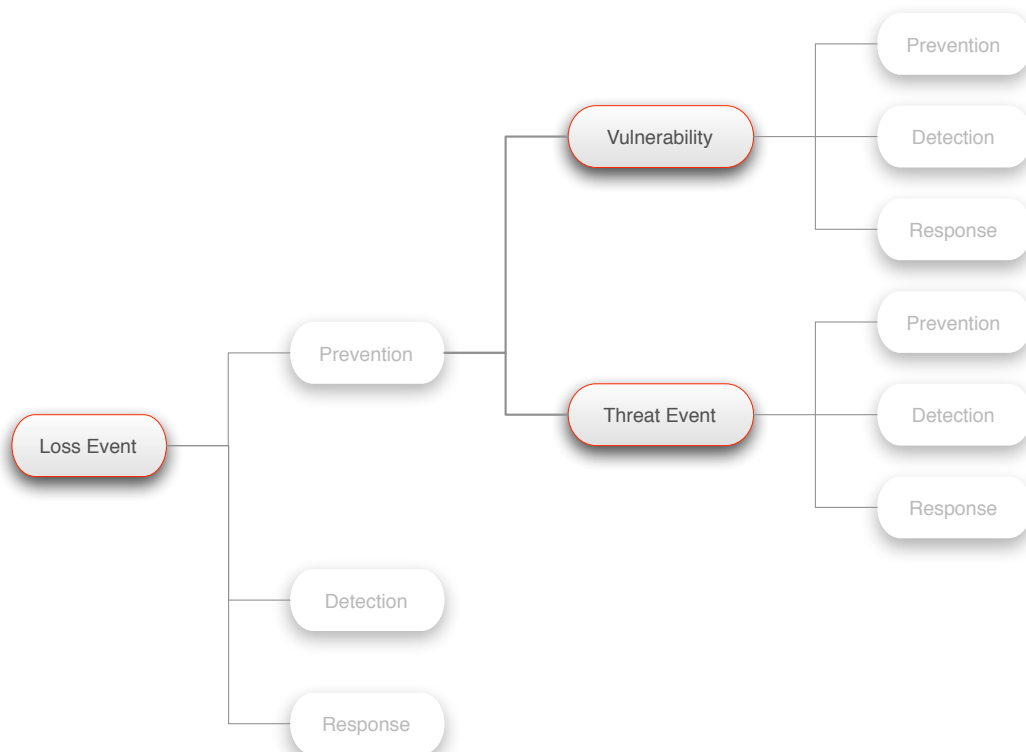 Prevention
Vulnerability
Detection
Response
Prevention
Prevention
Threat Event
Detection
Loss Event
Response
Detection
Response